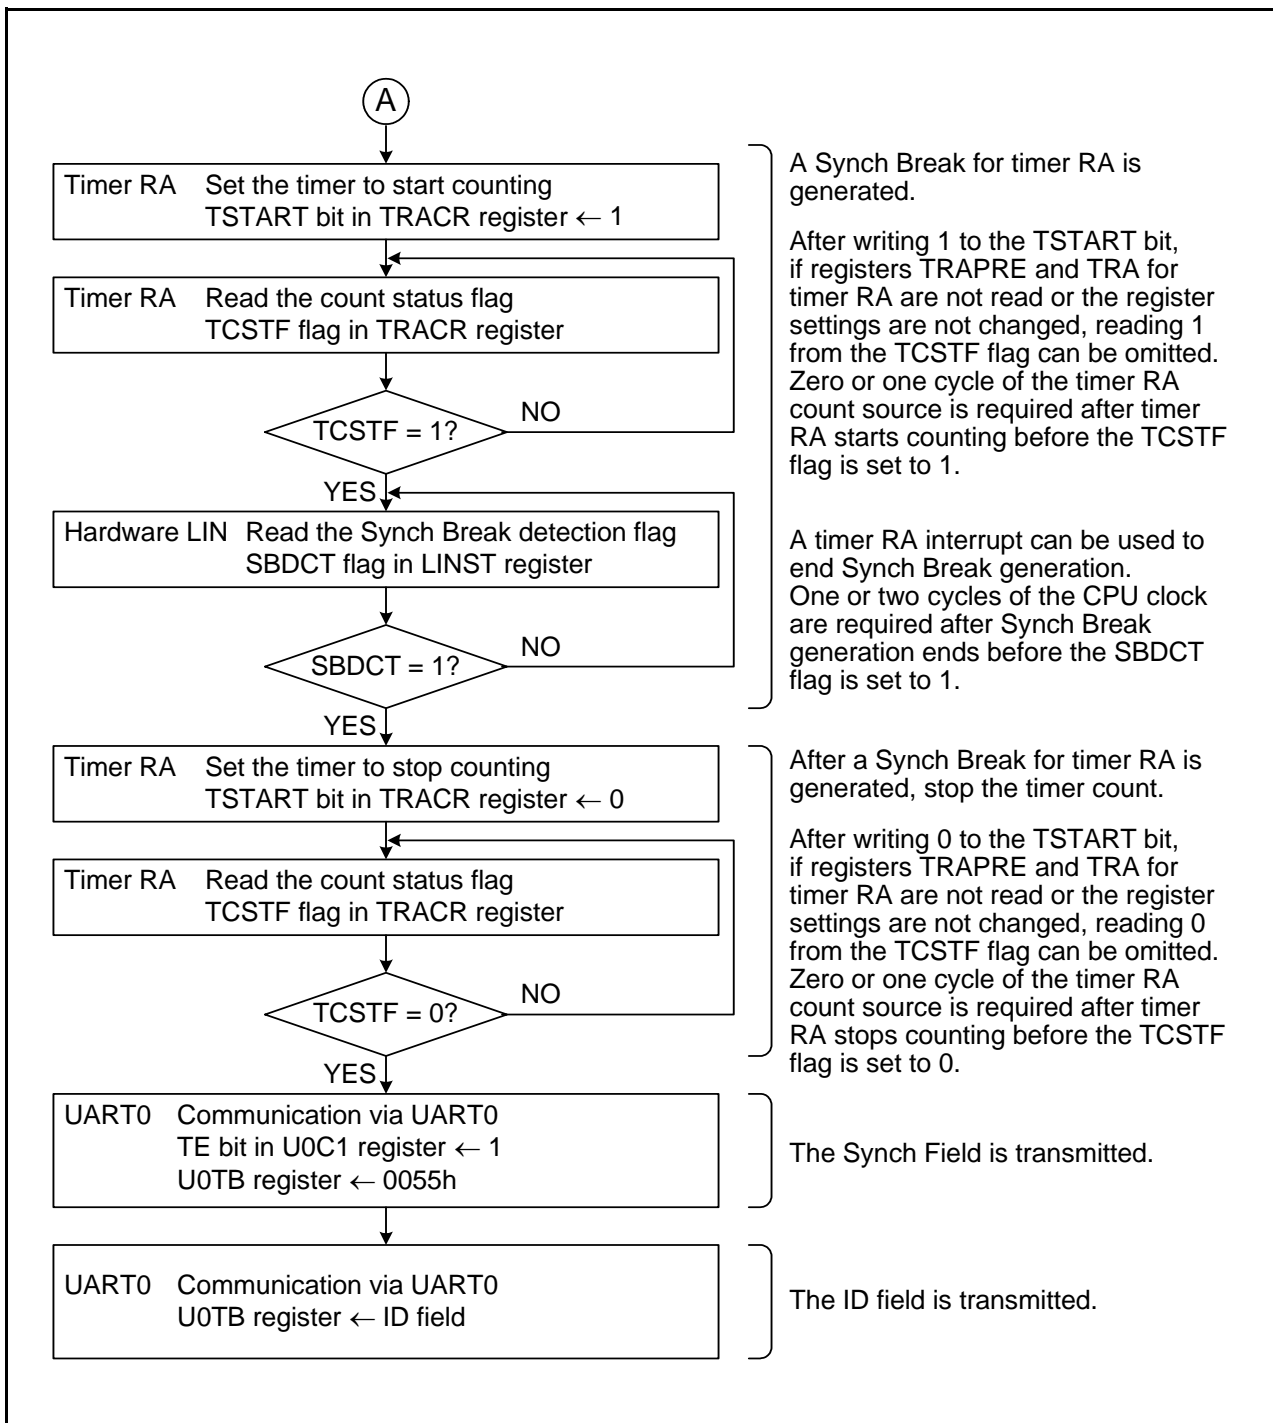 A
Timer RA Set the timer to start counting
TSTART bit in TRACR register ← 1
Timer RA Read the count status flag
TCSTF flag in TRACR register
TCSTF = 1?
NO
YES
Hardware LIN Read the Synch Break detection flag
SBDCT flag in LINST register
SBDCT = 1?
NO
YES
A Synch Break for timer RA is
generated.
After writing 1 to the TSTART bit,
if registers TRAPRE and TRA for
timer RA are not read or the register
settings are not changed, reading 1
from the TCSTF flag can be omitted.
Zero or one cycle of the timer RA
count source is required after timer
RA starts counting before the TCSTF
flag is set to 1.
A timer RA interrupt can be used to
end Synch Break generation.
One or two cycles of the CPU clock
are required after Synch Break
generation ends before the SBDCT
flag is set to 1.
Timer RA Set the timer to stop counting
TSTART bit in TRACR register ← 0
Timer RA Read the count status flag
TCSTF flag in TRACR register
TCSTF = 0?
NO
YES
After a Synch Break for timer RA is
generated, stop the timer count.
After writing 0 to the TSTART bit,
if registers TRAPRE and TRA for
timer RA are not read or the register
settings are not changed, reading 0
from the TCSTF flag can be omitted.
Zero or one cycle of the timer RA
count source is required after timer
RA stops counting before the TCSTF
flag is set to 0.
UART0 Communication via UART0
TE bit in U0C1 register ← 1
U0TB register ← 0055h
The Synch Field is transmitted.
UART0 Communication via UART0
U0TB register ← ID field
The ID field is transmitted.